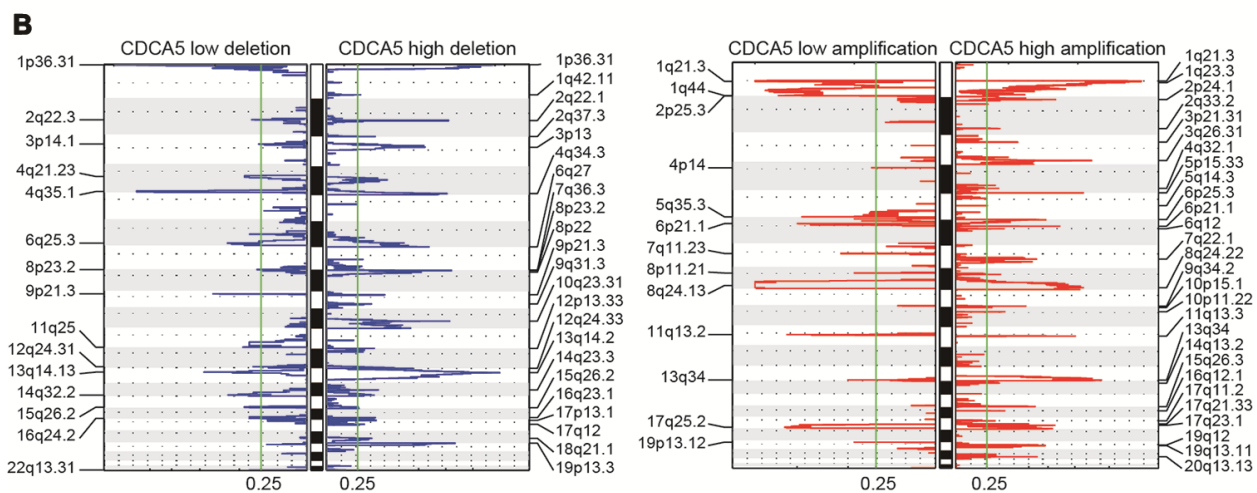 B
CDCA5 low deletion
CDCA5 high deletion
1p36.31
2q22.3
3p14.1
4q21.23
4q35.1
6q25.3
8p23.2
9p21.3
11q25
12q24.31
13q14.13
14q32.2
15q26.2
16q24.2
22q13.31
1p36.31
1q42.11
2q22.1
2q37.3
3p13
4q34.3
6q27
7q36.3
8p23.2
8p22
9p21.3
9q31.3
10q23.31
12p13.33
12q24.33
13q14.2
14q23.3
15q26.2
16q23.1
17p13.1
17q12
18q21.1
19p13.3
0.25
0.25
CDCA5 low amplification
CDCA5 high amplification
1q21.3
1q44
2p25.3
4p14
5q35.3
6p21.1
7q11.23
8p11.21
8q24.13
11q13.2
13q34
17q25.2
19p13.12
1q21.3
1q23.3
2p24.1
2q33.2
3p21.31
3q26.31
4q32.1
5p15.33
5q14.3
6p25.3
6p21.1
6q12
7q22.1
8q24.22
9q34.2
10p15.1
10p11.22
11q13.3
13q34
14q13.2
15q26.3
16q12.1
17q11.2
17q21.33
17q23.1
19q12
19q13.11
20q13.13
0.25
0.25